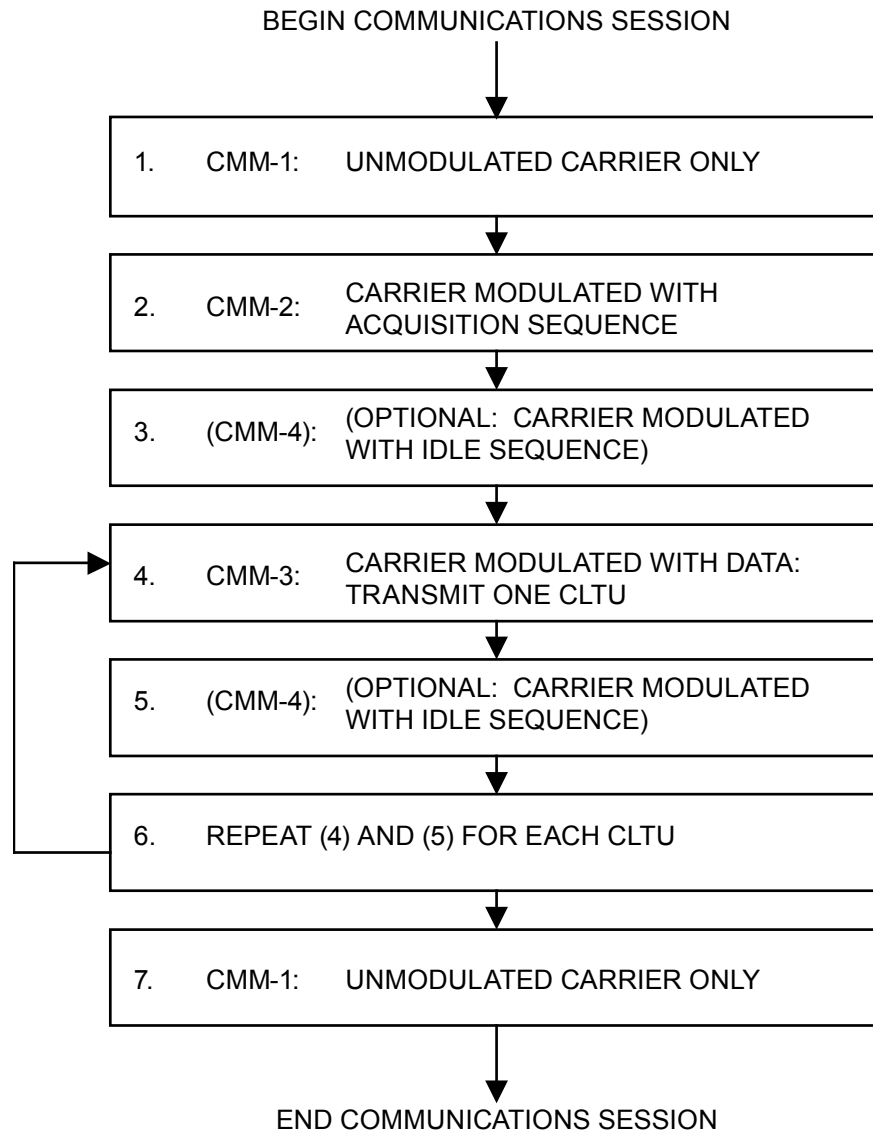 BEGIN COMMUNICATIONS SESSION
1. CMM-1: UNMODULATED CARRIER ONLY
2. CMM-2: CARRIER MODULATED WITH
ACQUISITION SEQUENCE
3. (CMM-4): (OPTIONAL: CARRIER MODULATED
WITH IDLE SEQUENCE)
4. CMM-3: CARRIER MODULATED WITH DATA:
TRANSMIT ONE CLTU
5. (CMM-4): (OPTIONAL: CARRIER MODULATED
WITH IDLE SEQUENCE)
6. REPEAT (4) AND (5) FOR EACH CLTU
7. CMM-1: UNMODULATED CARRIER ONLY
END COMMUNICATIONS SESSION